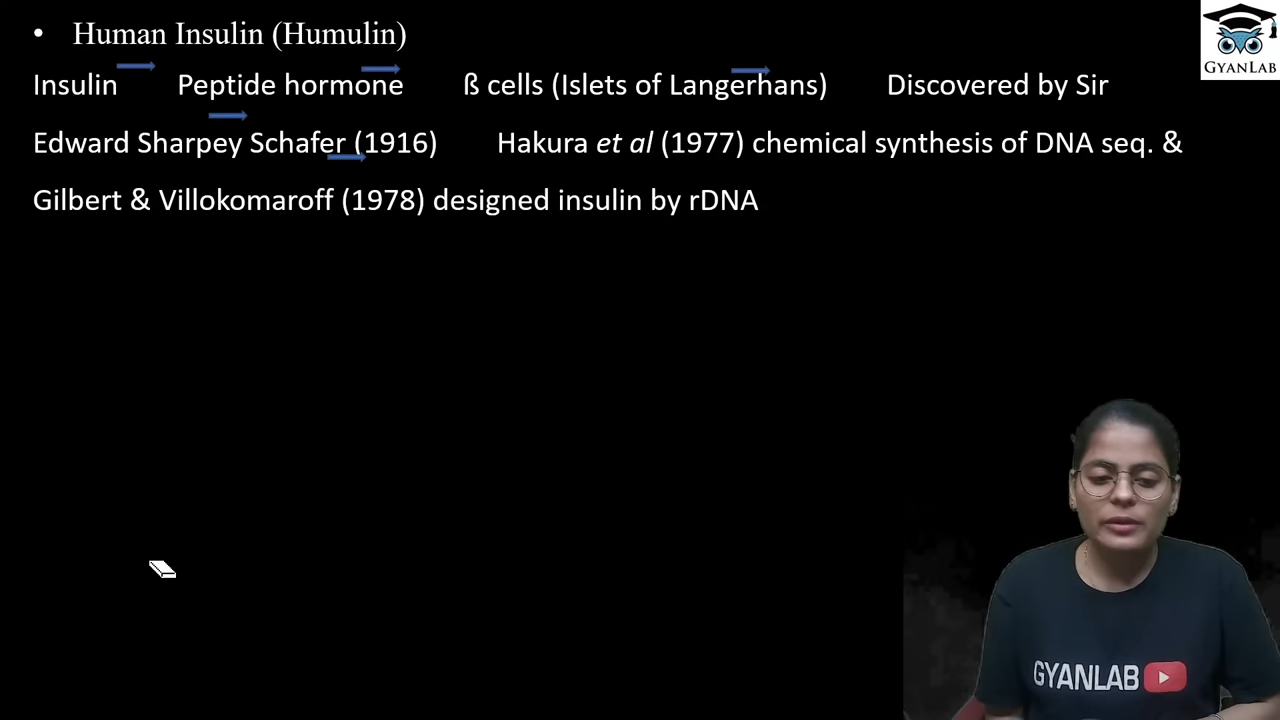 • Human Insulin (Humulin)
Insulin Peptide hormone ß cells (Islets of Langerhans) Discovered by Sir
Edward Sharpey Schafer (1916) Hakura et al (1977) chemical synthesis of DNA seq. &
Gilbert & Villokomaroff (1978) designed insulin by rDNA
GYANLAB
GYANLAB